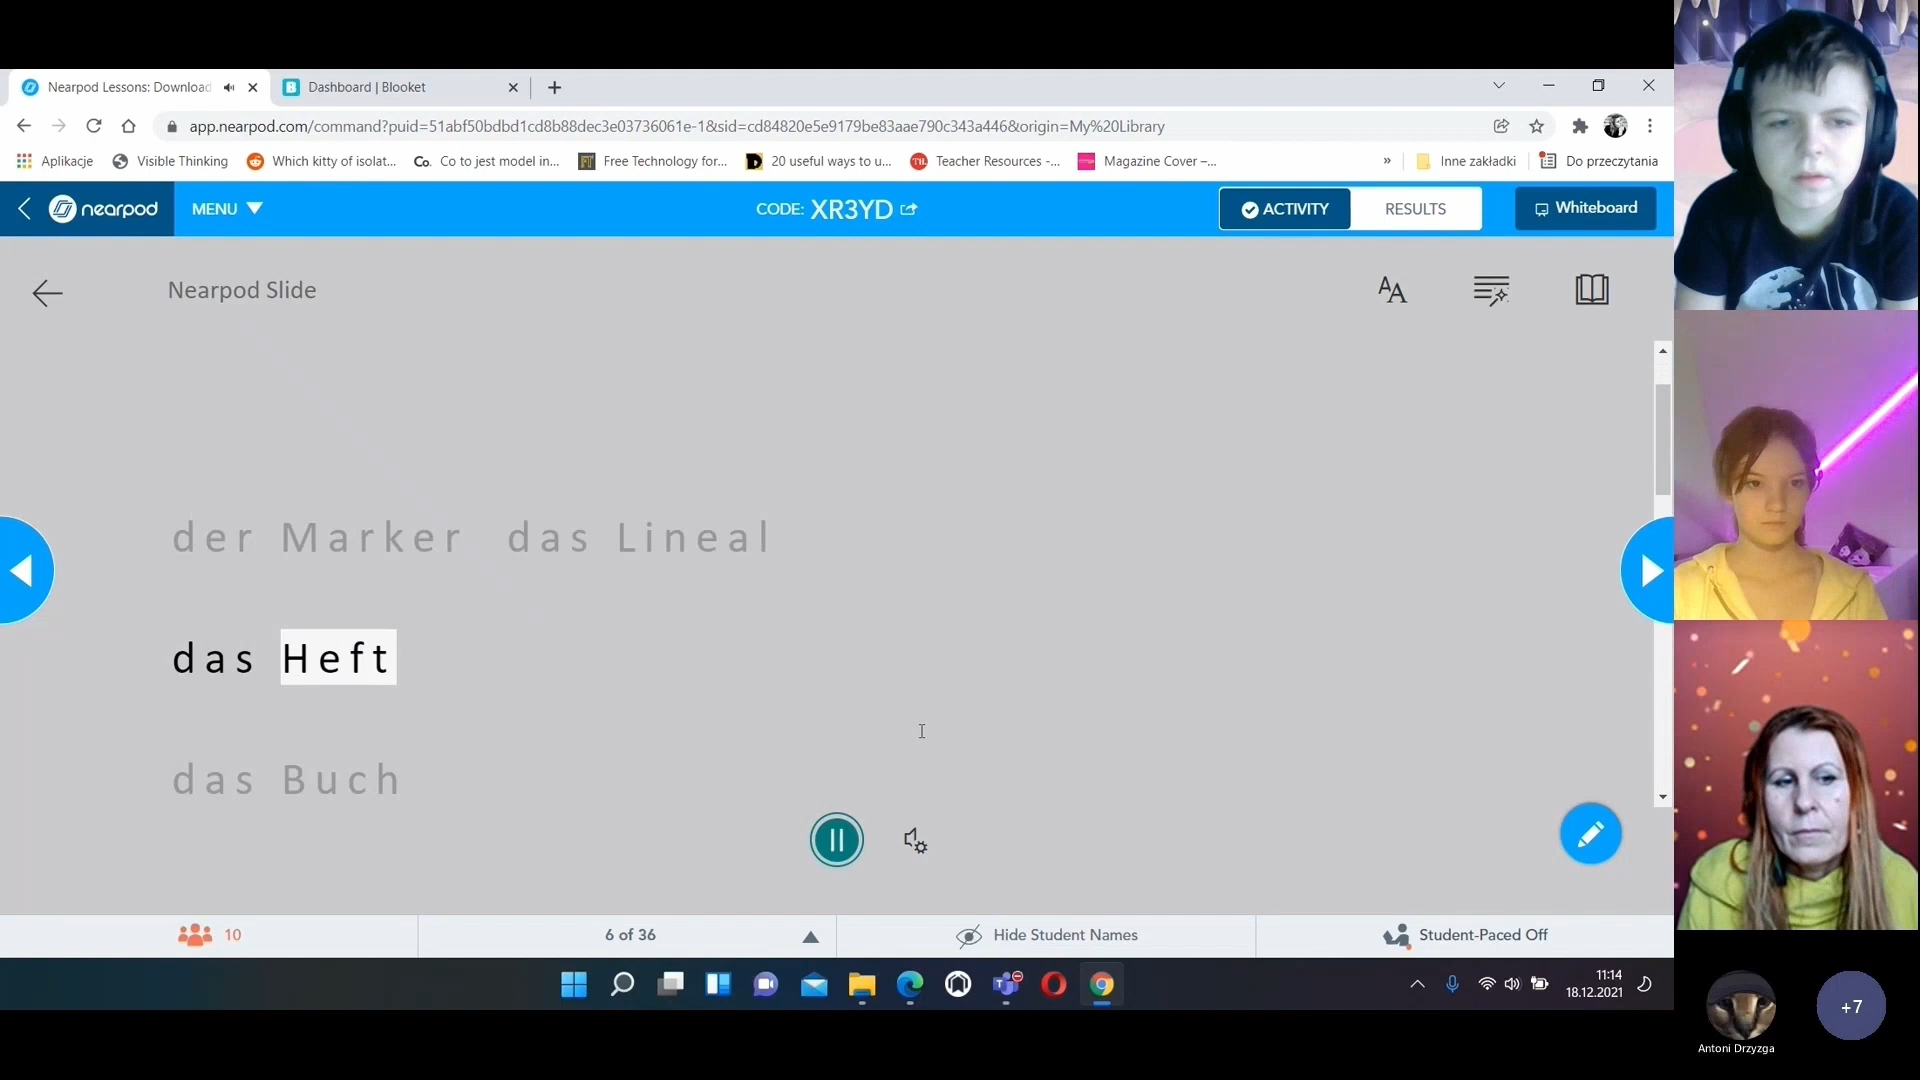 Nearpod Lessons: Download
Dashboard | Blooket
app.nearpod.com/command?puid=51abf50bdbd1cd8b88dec3e03736061e-1&sid=cd84820e5e9179be83aae790c343a446&origin=My%20Library
Aplikacje
Visible Thinking
Which kitty of isolat...
Co. Co to jest model in...
Free Technology for...
20 useful ways to u...
Teacher Resources -...
Magazine Cover –...
»
Inne zakładki
Do przeczytania
nearpod
MENU
CODE: XR3YD
ACTIVITY
RESULTS
Whiteboard
Nearpod Slide
der Marker das Lineal
das Heft
das Buch
10
6 of 36
Hide Student Names
Student-Paced Off
11:14
18.12.2021
+7
Antoni Drzyzga